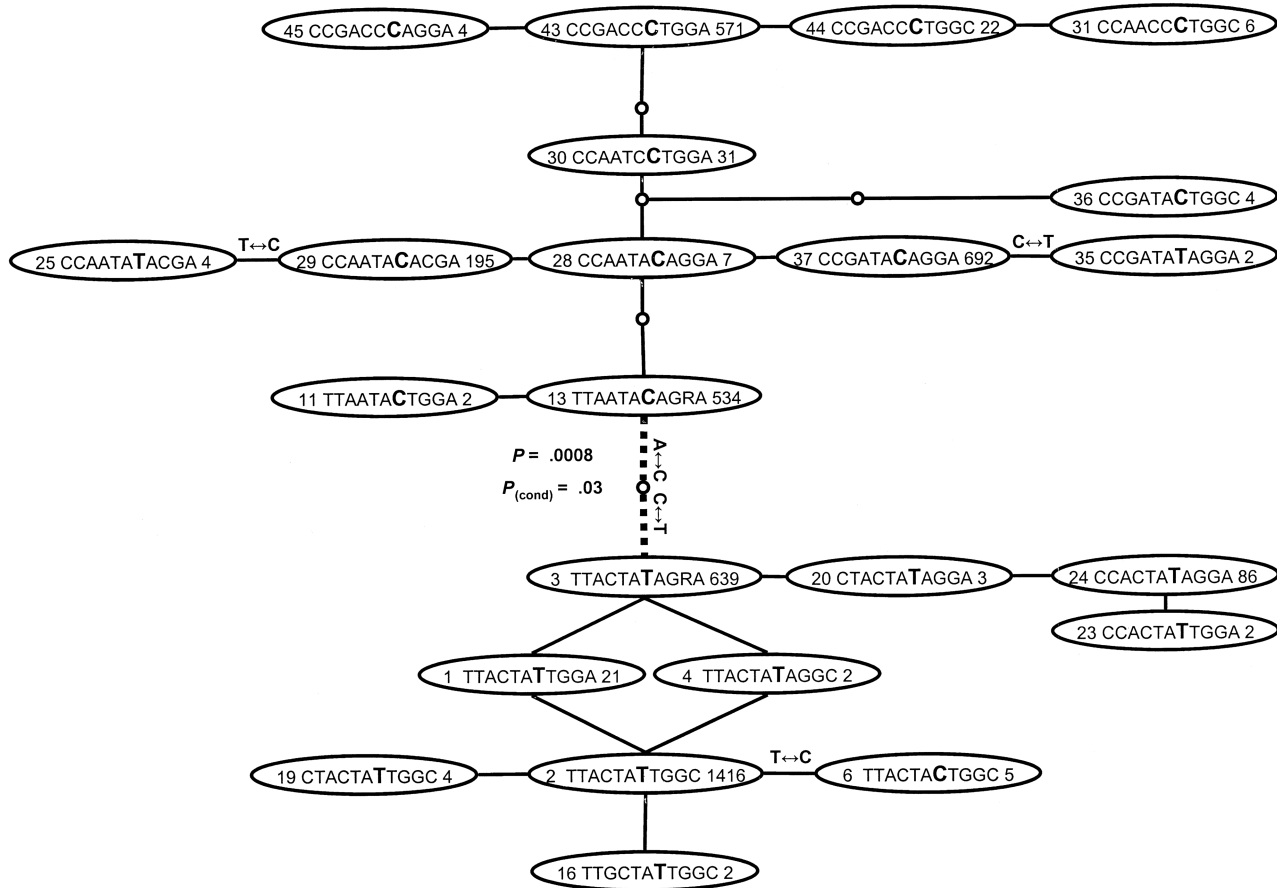 45 CCGACCCAGGA 4
43 CCGACCCTGGA 571
44 CCGACCCTGGC 22
31 CCAACCCTGGC 6
30 CCAATCCTGGA 31
36 CCGATACTGGC 4
T↔C
C↔T
25 CCAATATACGA 4
29 CCAATACACGA 195
28 CCAATACAGGA 7
37 CCGATACAGGA 692
35 CCGATATAGGA 2
11 TTAATACTGGA 2
13 TTAATACAGRA 534
P = .0008
P(cond) = .03
A↔C C↔T
3 TTACTATAGRA 639
20 CTACTATAGGA 3
24 CCACTATAGGA 86
23 CCACTATTGGA 2
1 TTACTATTGGA 21
4 TTACTATAGGC 2
T↔C
19 CTACTATTGGC 4
2 TTACTATTGGC 1416
6 TTACTACTGGC 5
16 TTGCTATTGGC 2